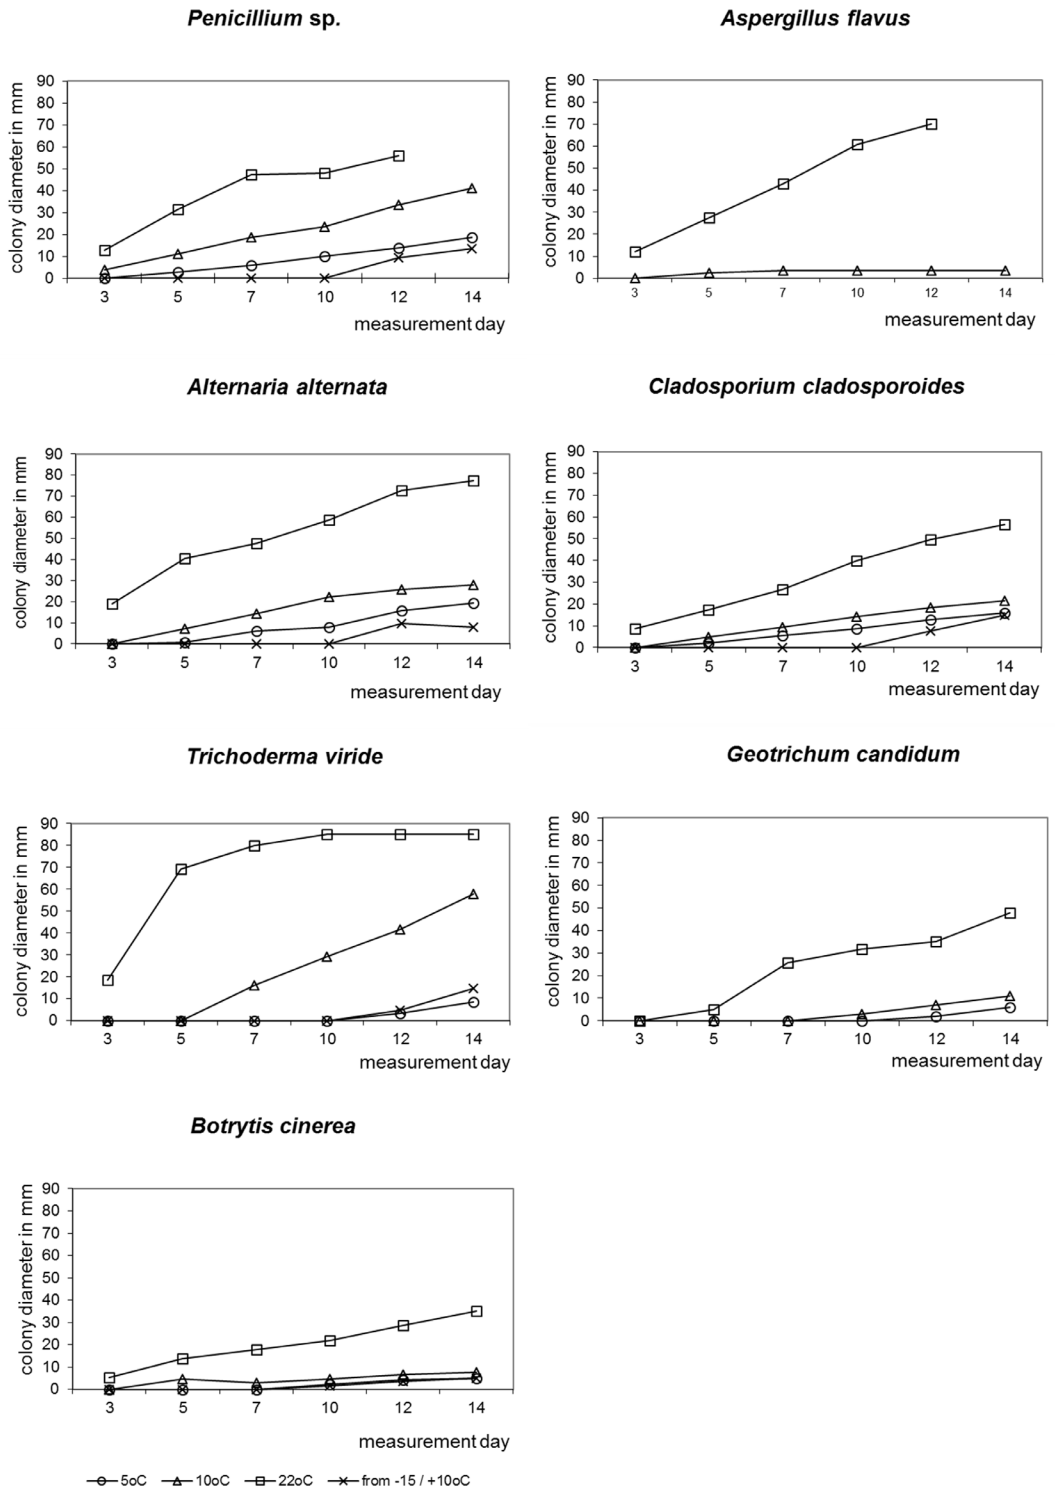 Penicillium sp.
Aspergillus flavus
colony diameter in mm
90
80
70
60
50
40
30
20
10
0
3 5 7 10 12 14
measurement day
colony diameter in mm
90
80
70
60
50
40
30
20
10
0
3 5 7 10 12 14
measurement day
Alternaria alternata
Cladosporium cladosporoides
colony diameter in mm
90
80
70
60
50
40
30
20
10
0
3 5 7 10 12 14
measurement day
colony diameter in mm
90
80
70
60
50
40
30
20
10
0
3 5 7 10 12 14
measurement day
Trichoderma viride
Geotrichum candidum
colony diameter in mm
90
80
70
60
50
40
30
20
10
0
3 5 7 10 12 14
measurement day
colony diameter in mm
90
80
70
60
50
40
30
20
10
0
3 5 7 10 12 14
measurement day
Botrytis cinerea
colony diameter in mm
90
80
70
60
50
40
30
20
10
0
3 5 7 10 12 14
measurement day
5oC 10oC 22oC from -15 / +10oC